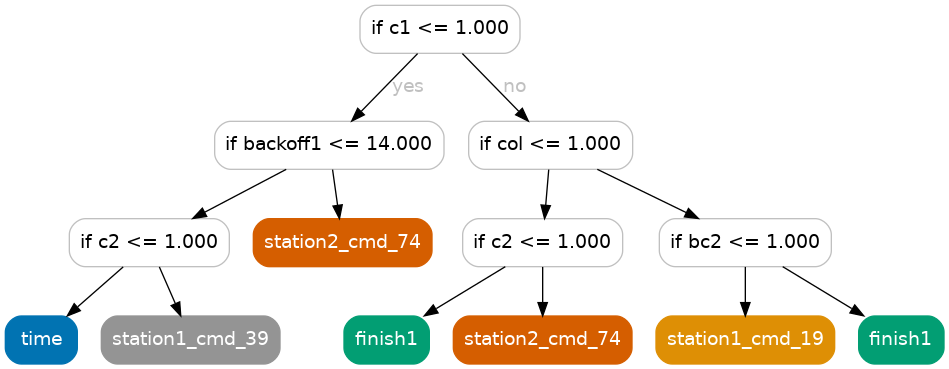 if c1 <= 1.000
yes
no
if backoff1 <= 14.000
if col <= 1.000
if c2 <= 1.000
station2_cmd_74
if c2 <= 1.000
if bc2 <= 1.000
time
station1_cmd_39
finish1
station2_cmd_74
station1_cmd_19
finish1